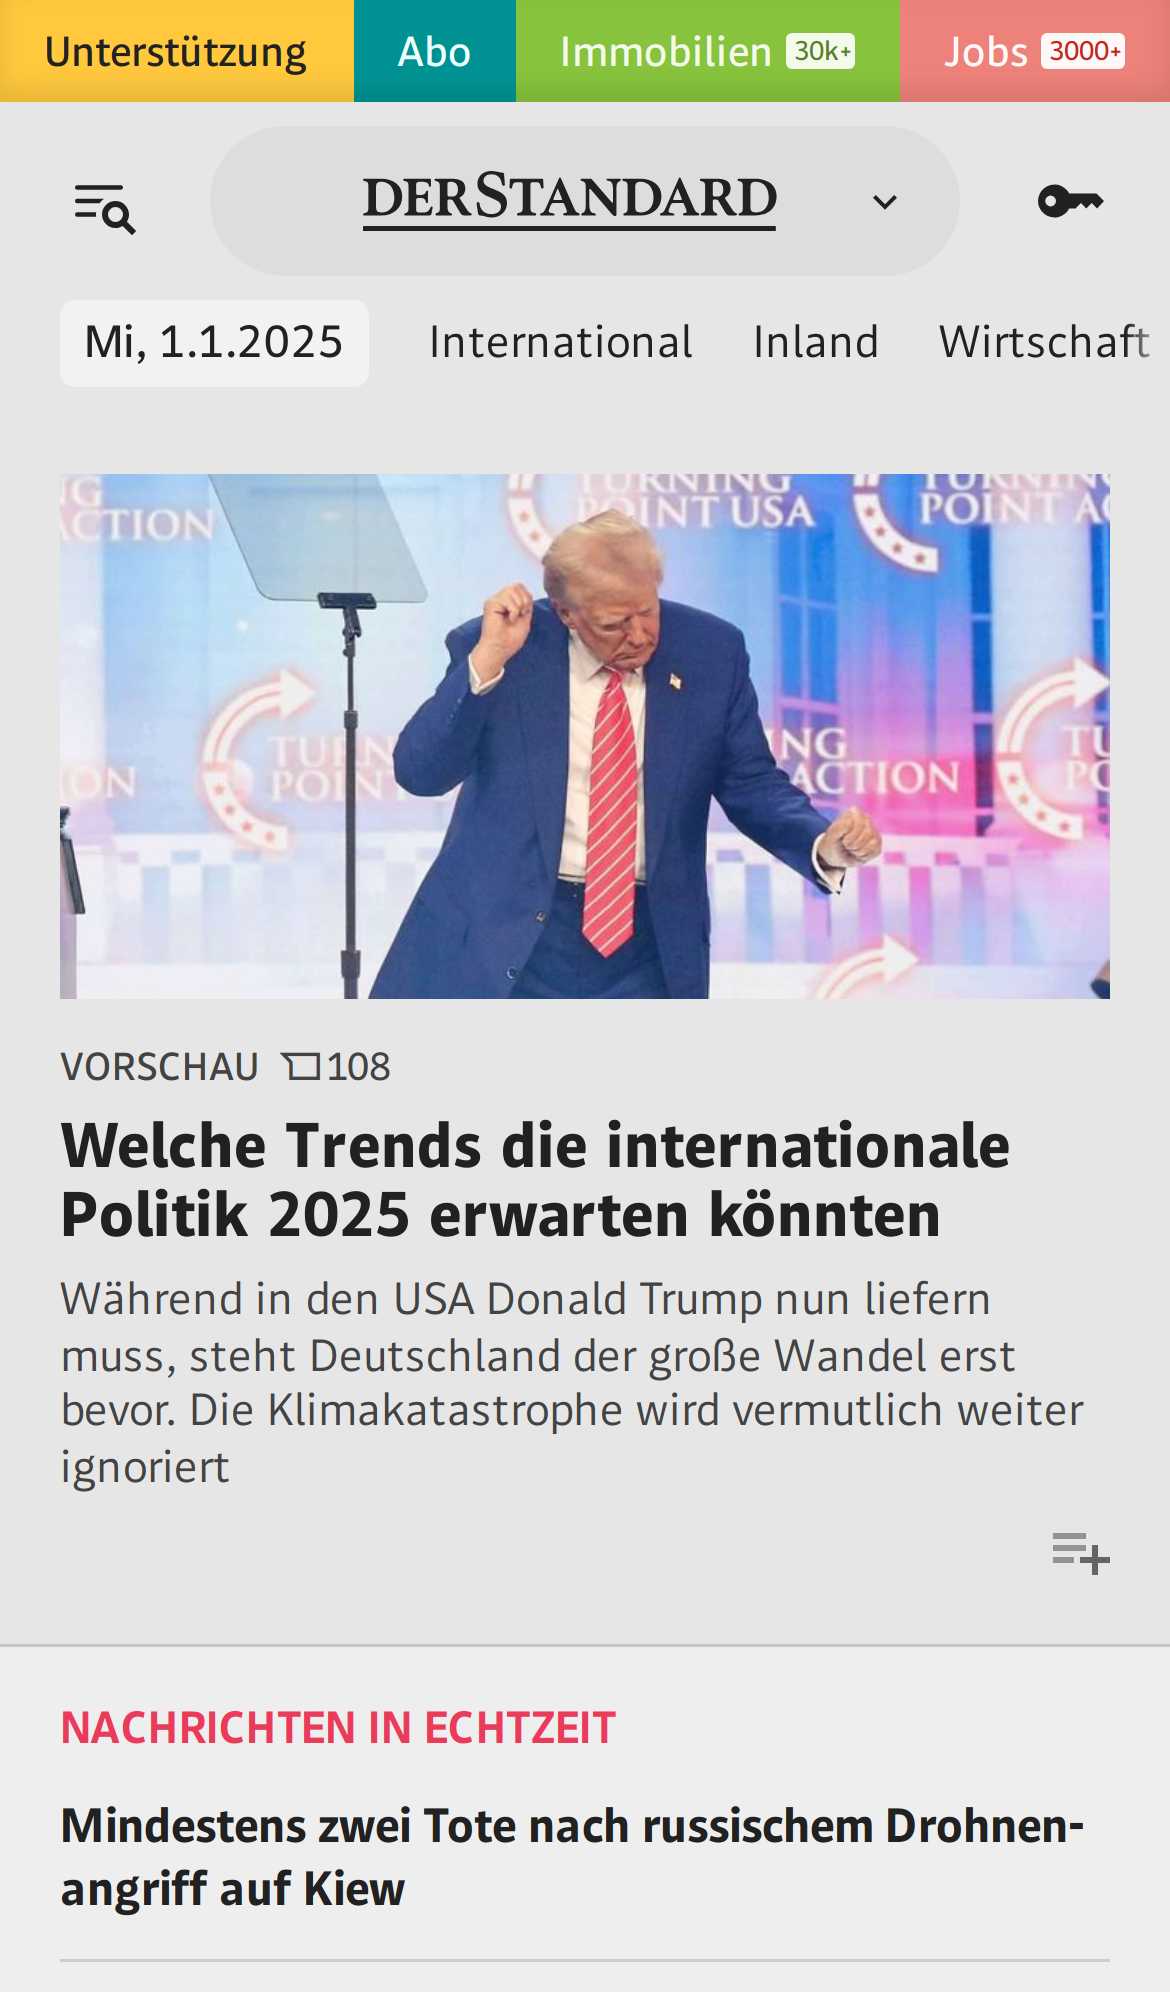 Unterstützung
Abo
Immobilien 30k+
Jobs 3000+
DERSTANDARD
Mi, 1.1.2025
International
Inland
Wirtschaft
ACTION
TURNING
POINT USA
POINT
TURN
POINT
ACTION
VORSCHAU 108
Welche Trends die internationale
Politik 2025 erwarten könnten
Während in den USA Donald Trump nun liefern
muss, steht Deutschland der große Wandel erst
bevor. Die Klimakatastrophe wird vermutlich weiter
ignoriert
NACHRICHTEN IN ECHTZEIT
Mindestens zwei Tote nach russischem Drohnen-
angriff auf Kiew